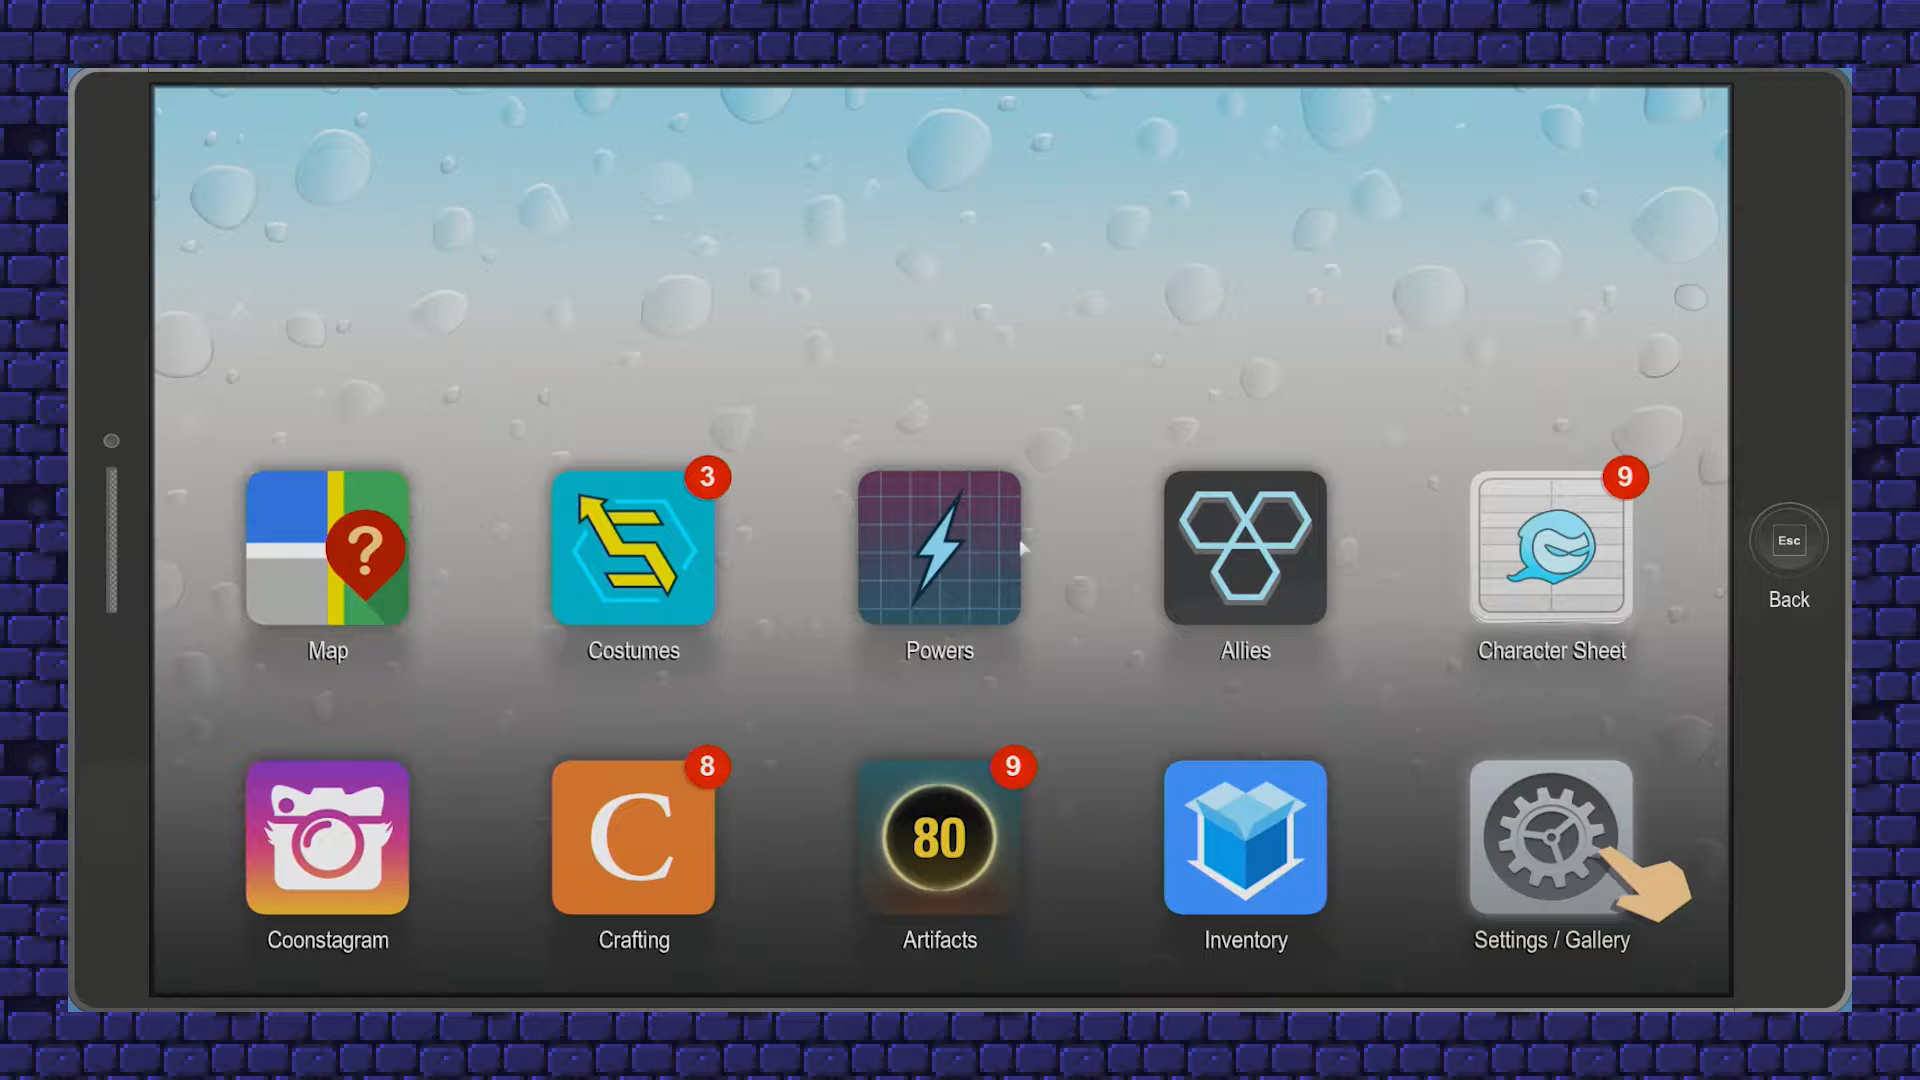 3
9
?
Esc
Back
Map
Costumes
Powers
Allies
Character Sheet
8
9
C
80
Coonstagram
Crafting
Artifacts
Inventory
Settings / Gallery